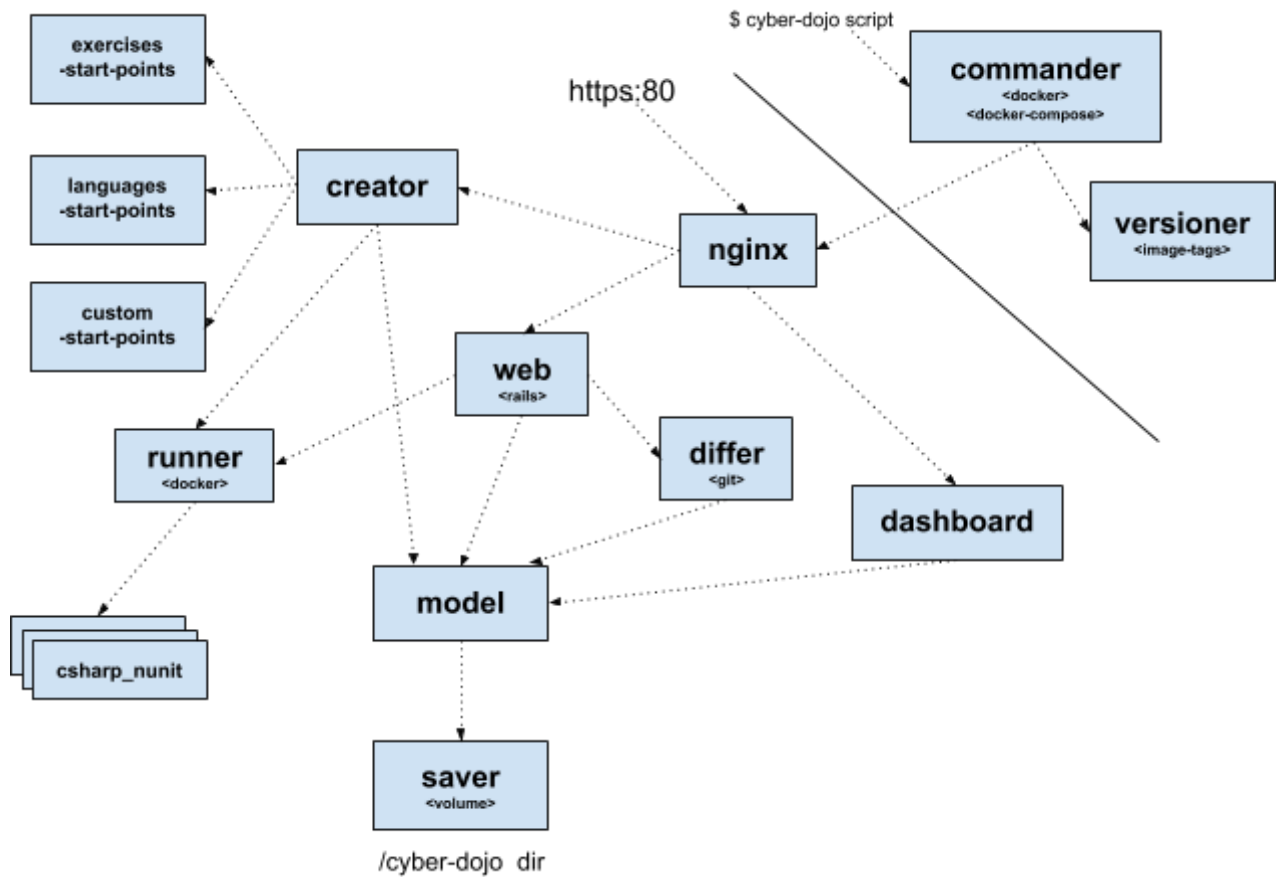 $ cyber-dojo script
exercises
-start-points
commander
<docker>
<docker-compose>
https:80
languages
-start-points
creator
versioner
<image-tags>
nginx
custom
-start-points
web
<rails>
runner
<docker>
differ
<git>
dashboard
model
csharp_nunit
saver
<volume>
/cyber-dojo dir